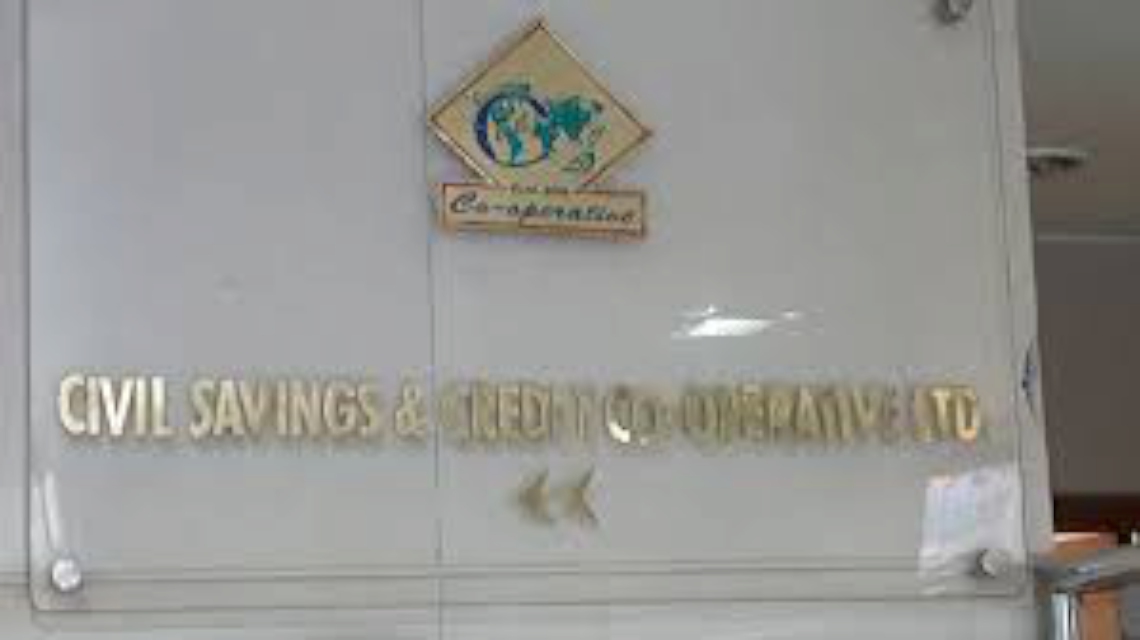 Co-operative
CIVIL SAVINGS & CREDIT CO-OPERATIVE LTD